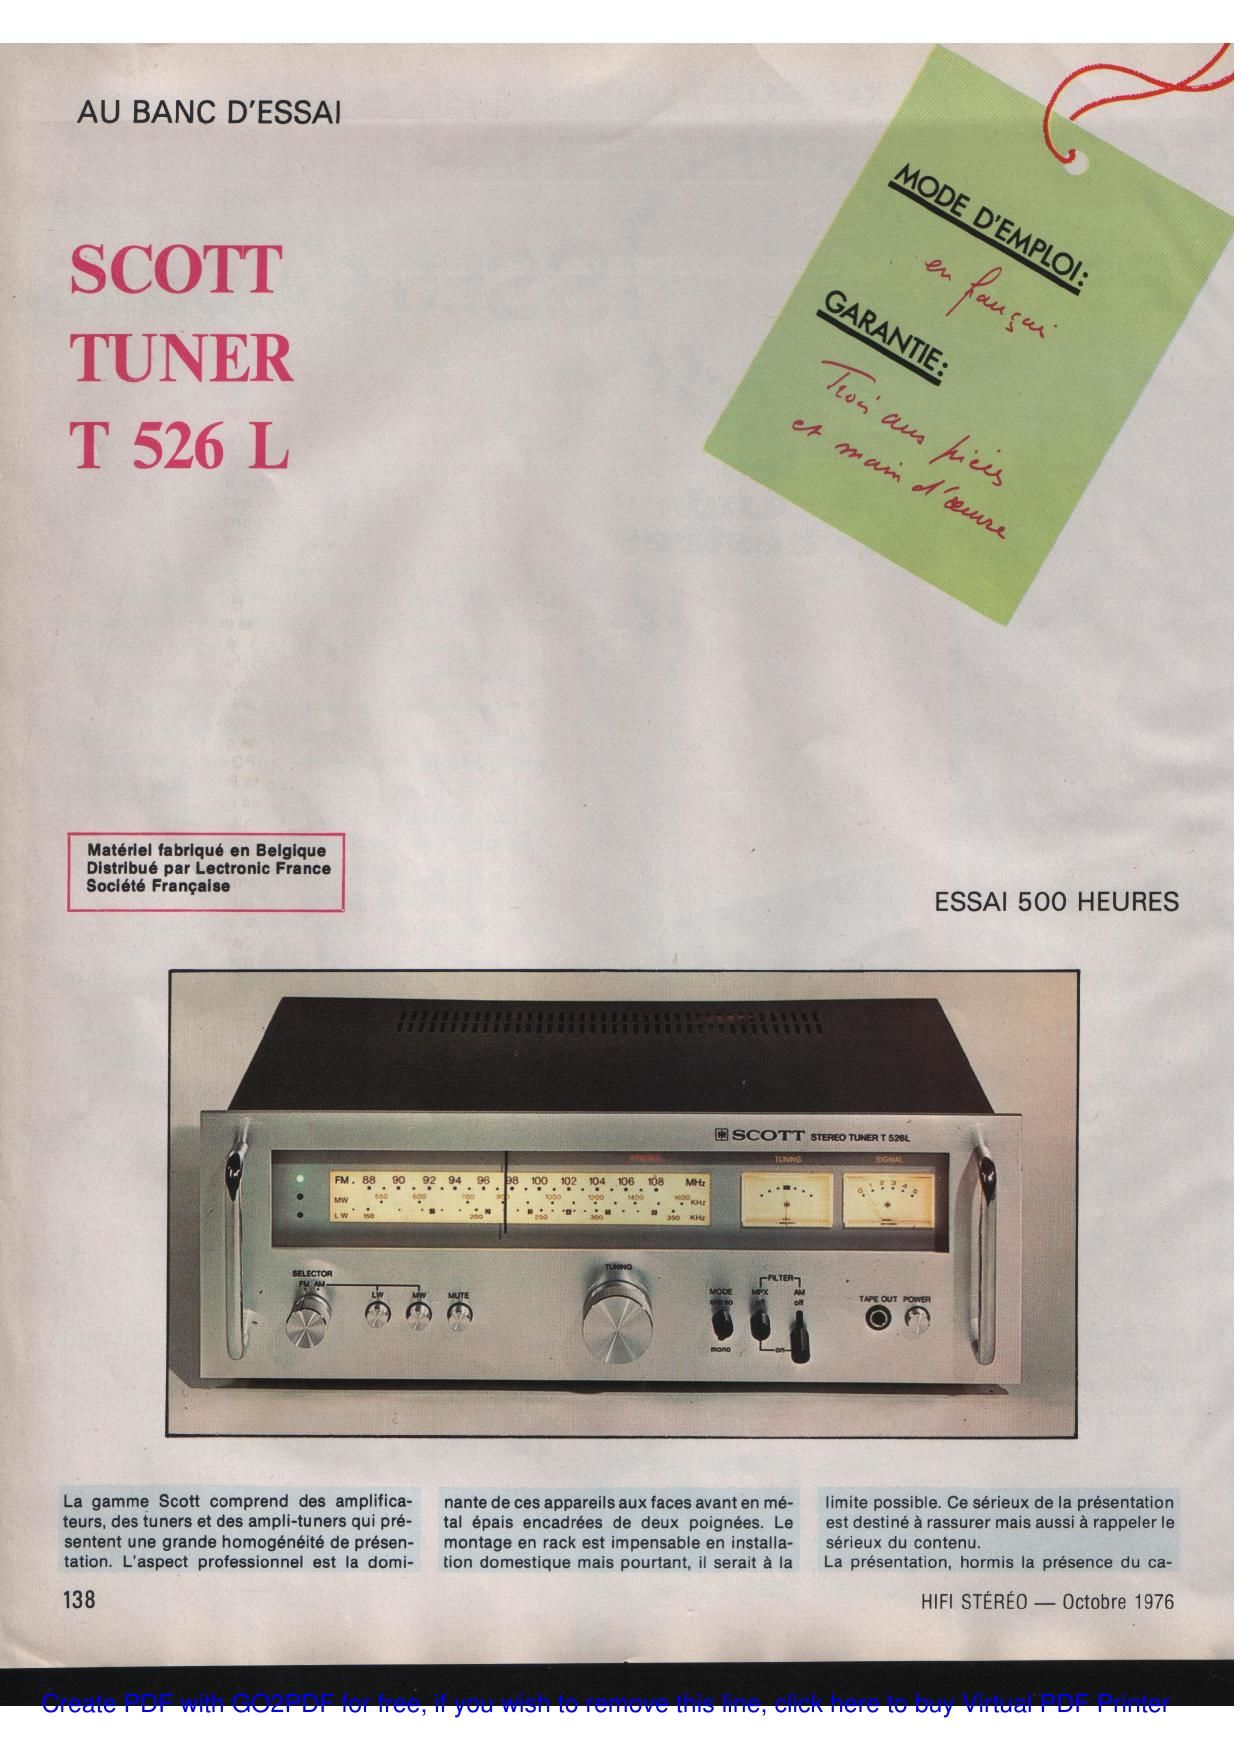 AU BANC D'ESSAI
MODE D'EMPLOI:
en français
GARANTIE:
Trois ans pièces
et main d'œuvre
SCOTT
TUNER
T 526 L
Matériel fabriqué en Belgique
Distribué par Lectronic France
Société Française
ESSAI 500 HEURES
SCOTT STEREO TUNER T 526L
STEREO TUNING SIGNAL
FM. 88 90 92 94 96 98 100 102 104 106 108 MHz
MW 550 600 700 800 1000 1200 1400 1600 KHz
LW 150 200 250 300 350 KHz
0 1 2 3 4 5
SELECTOR
FM AM
LW MW MUTE
TUNING
FILTER
MODE MPX AM
stereo off off
mono on
TAPE OUT POWER
La gamme Scott comprend des amplifica-
teurs, des tuners et des ampli-tuners qui pré-
sentent une grande homogénéité de présen-
tation. L'aspect professionnel est la domi-
nante de ces appareils aux faces avant en mé-
tal épais encadrées de deux poignées. Le
montage en rack est impensable en installa-
tion domestique mais pourtant, il serait à la
limite possible. Ce sérieux de la présentation
est destiné à rassurer mais aussi à rappeler le
sérieux du contenu.
La présentation, hormis la présence du ca-
138
HIFI STÉRÉO — Octobre 1976
Create PDF with GO2PDF for free, if you wish to remove this line, click here to buy Virtual PDF Printer